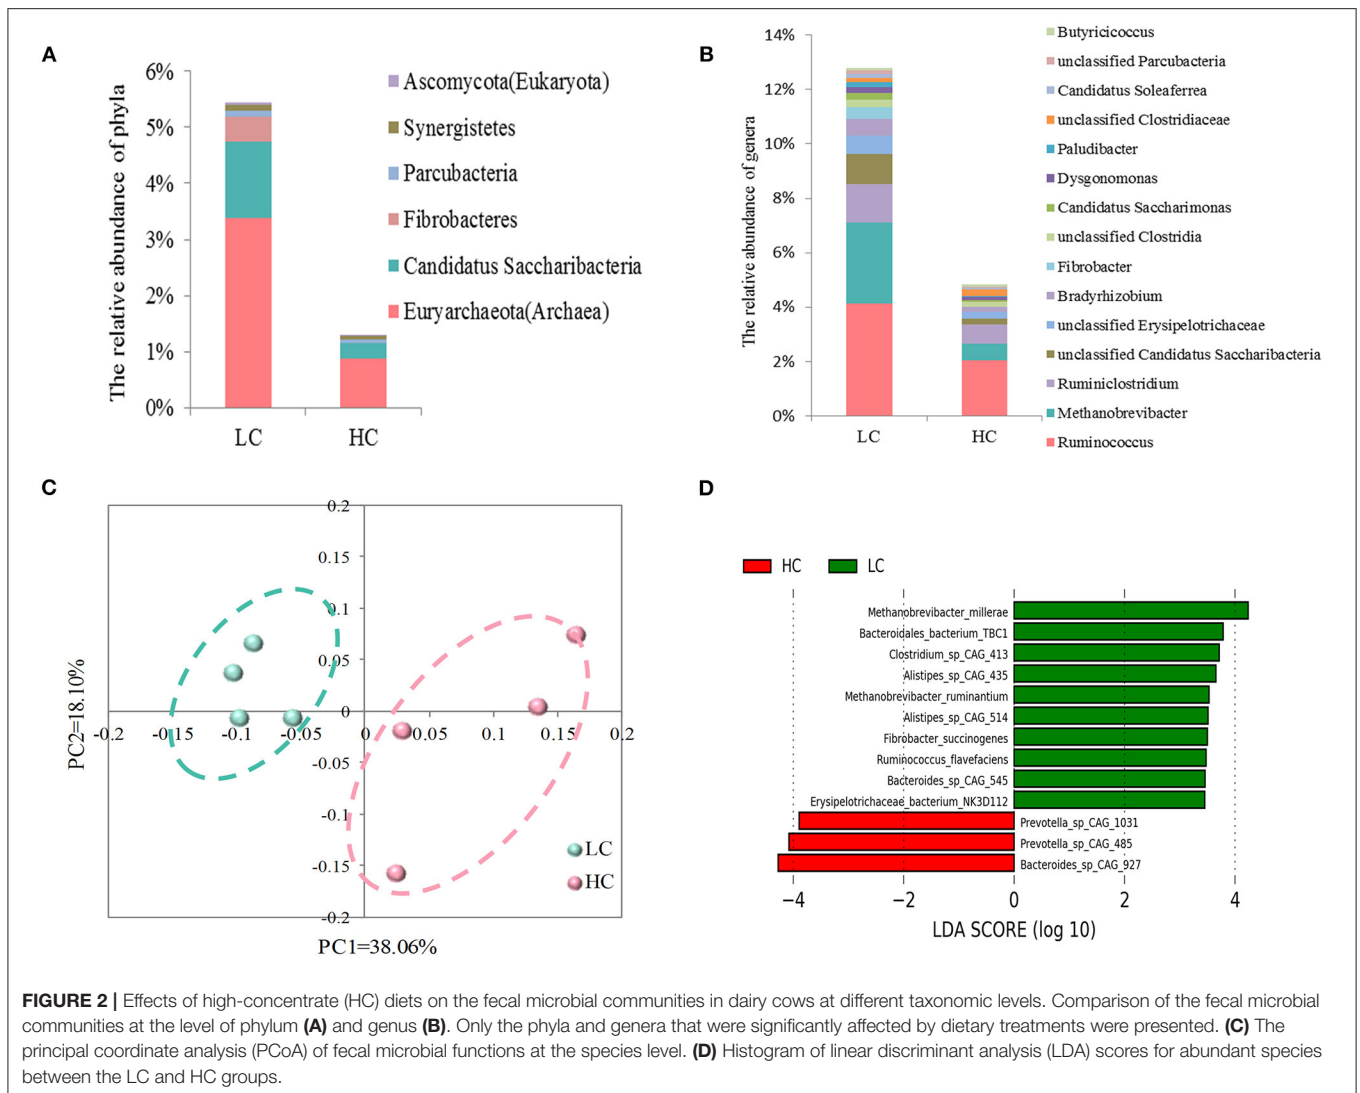 A
The relative abundance of phyla
6%
5%
4%
3%
2%
1%
0%
LC
HC
Ascomycota(Eukaryota)
Synergistetes
Parcubacteria
Fibrobacteres
Candidatus Saccharibacteria
Euryarchaeota(Archaea)
B
The relative abundance of genera
14%
12%
10%
8%
6%
4%
2%
0%
LC
HC
Butyricicoccus
unclassified Parcubacteria
Candidatus Soleaferrea
unclassified Clostridiaceae
Paludibacter
Dysgonomonas
Candidatus Saccharimonas
unclassified Clostridia
Fibrobacter
Bradyrhizobium
unclassified Erysipelotrichaceae
unclassified Candidatus Saccharibacteria
Ruminiclostridium
Methanobrevibacter
Ruminococcus
C
PC2=18.10%
0.2
0.15
0.1
0.05
0
-0.05
-0.1
-0.15
-0.2
-0.2
-0.15
-0.1
-0.05
0
0.05
0.1
0.15
0.2
LC
HC
PC1=38.06%
D
HC
LC
Methanobrevibacter_millerae
Bacteroidales_bacterium_TBC1
Clostridium_sp_CAG_413
Alistipes_sp_CAG_435
Methanobrevibacter_ruminantium
Alistipes_sp_CAG_514
Fibrobacter_succinogenes
Ruminococcus_flavefaciens
Bacteroides_sp_CAG_545
Erysipelotrichaceae_bacterium_NK3D112
Prevotella_sp_CAG_1031
Prevotella_sp_CAG_485
Bacteroides_sp_CAG_927
−4
−2
0
2
4
LDA SCORE (log 10)
FIGURE 2 | Effects of high-concentrate (HC) diets on the fecal microbial communities in dairy cows at different taxonomic levels. Comparison of the fecal microbial
communities at the level of phylum (A) and genus (B). Only the phyla and genera that were significantly affected by dietary treatments were presented. (C) The
principal coordinate analysis (PCoA) of fecal microbial functions at the species level. (D) Histogram of linear discriminant analysis (LDA) scores for abundant species
between the LC and HC groups.